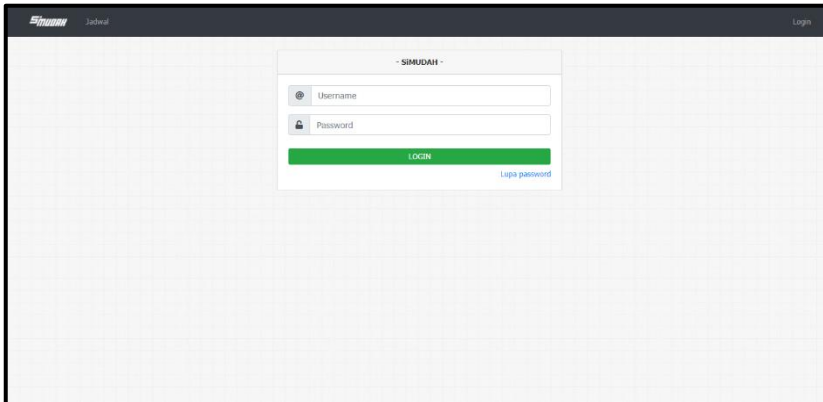 SiMUDAH Jadwal Login
- SiMUDAH -
@ Username
Password
LOGIN
Lupa password